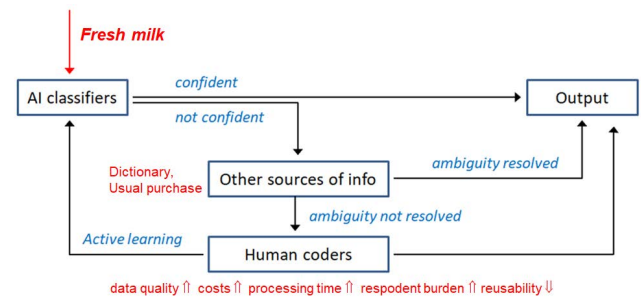 Fresh milk
confident
AI classifiers
Output
not confident
Dictionary,
Usual purchase
Other sources of info
ambiguity resolved
ambiguity not resolved
Active learning
Human coders
data quality ⇑ costs ⇑ processing time ⇑ respodent burden ⇑ reusability ⇓